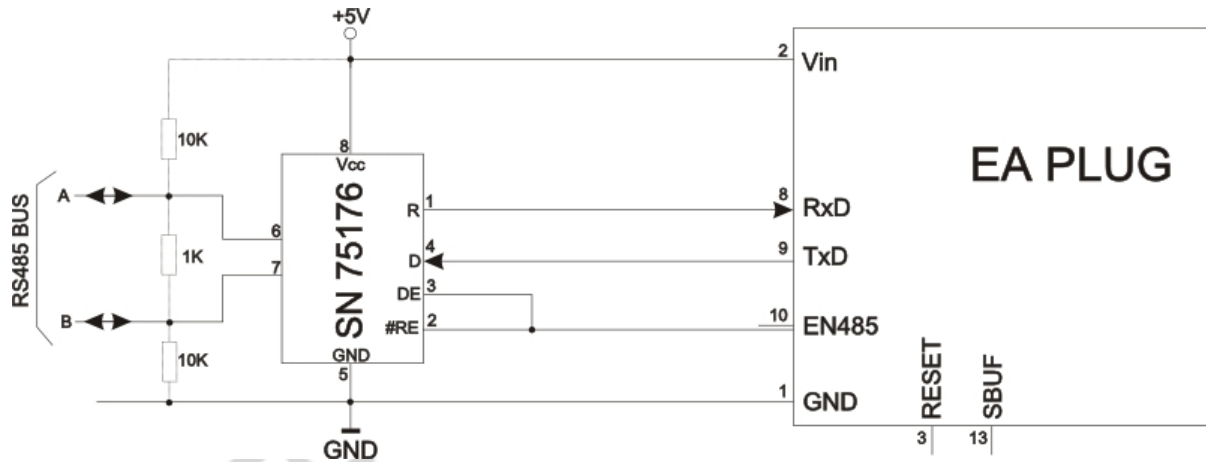 +5V
2
Vin
10K
8
Vcc
EA PLUG
RS485 BUS
A
SN 75176
R
1
8
RxD
6
1K
D
4
9
TxD
7
DE
3
B
#RE
2
10
EN485
10K
GND
5
1
GND
RESET
SBUF
GND
3
13